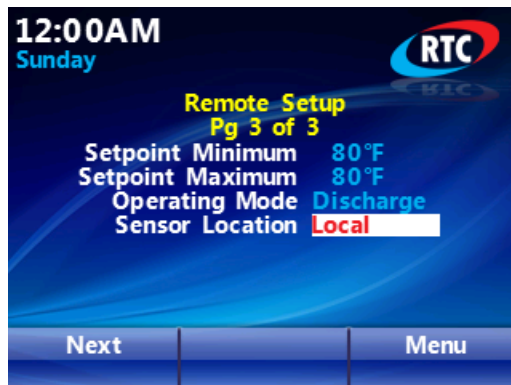 12:00AM
Sunday
RTC
Remote Setup
Pg 3 of 3
Setpoint Minimum 80°F
Setpoint Maximum 80°F
Operating Mode Discharge
Sensor Location Local
Next Menu